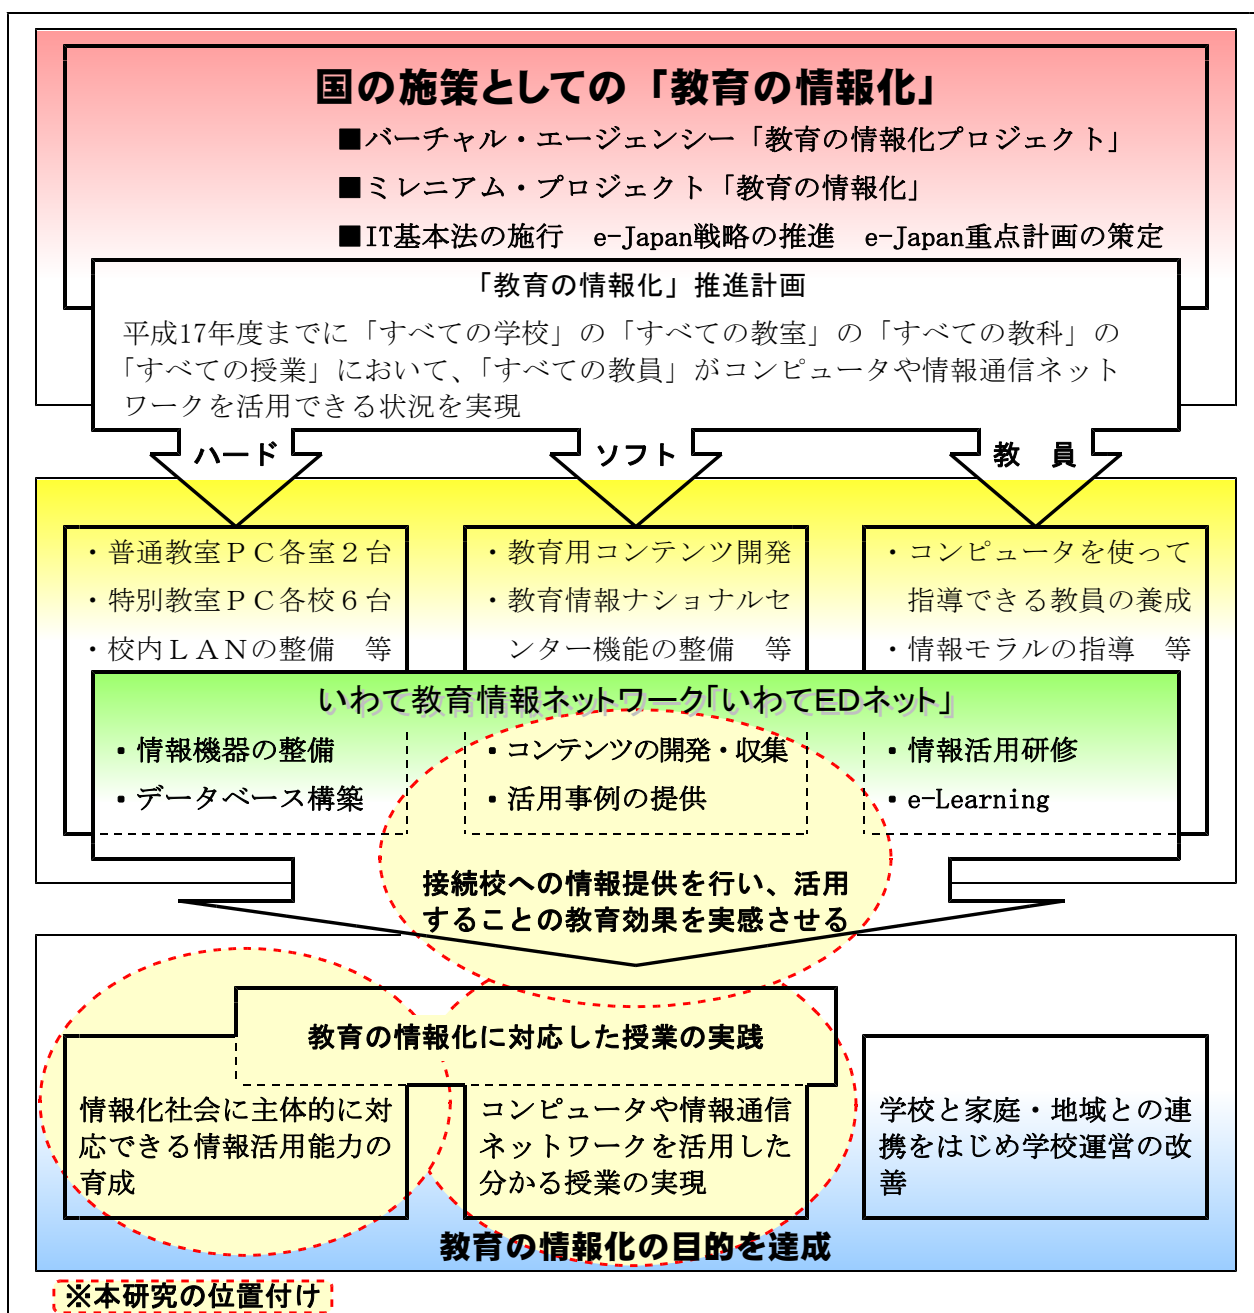 国の施策としての「教育の情報化」
■バーチャル・エージェンシー「教育の情報化プロジェクト」
■ミレニアム・プロジェクト「教育の情報化」
■IT基本法の施行　e-Japan戦略の推進　e-Japan重点計画の策定
「教育の情報化」推進計画
平成17年度までに「すべての学校」の「すべての教室」の「すべての教科」の
「すべての授業」において、「すべての教員」がコンピュータや情報通信ネット
ワークを活用できる状況を実現
ハード
ソフト
教　員
・普通教室ＰＣ各室２台
・特別教室ＰＣ各校６台
・校内ＬＡＮの整備　等
・教育用コンテンツ開発
・教育情報ナショナルセ
ンター機能の整備　等
・コンピュータを使って
指導できる教員の養成
・情報モラルの指導　等
いわて教育情報ネットワーク「いわてEDネット」
・情報機器の整備
・データベース構築
・コンテンツの開発・収集
・活用事例の提供
・情報活用研修
・e-Learning
接続校への情報提供を行い、活用
することの教育効果を実感させる
教育の情報化に対応した授業の実践
情報化社会に主体的に対
応できる情報活用能力の
育成
コンピュータや情報通信
ネットワークを活用した
分かる授業の実現
学校と家庭・地域との連
携をはじめ学校運営の改
善
教育の情報化の目的を達成
※本研究の位置付け